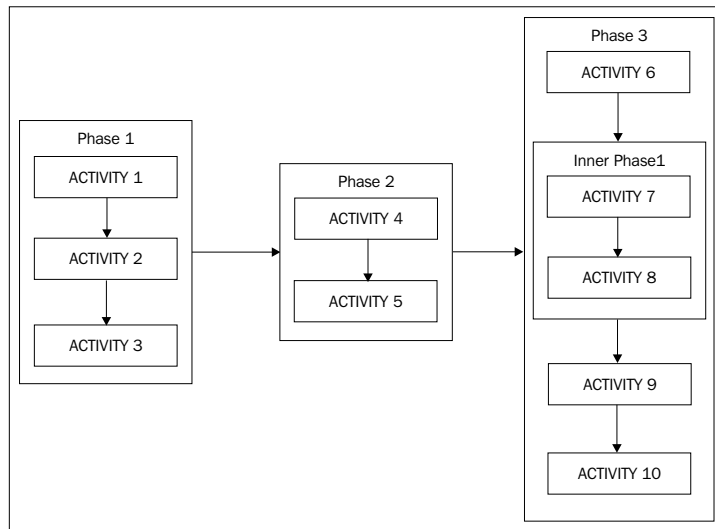 Phase 1
ACTIVITY 1
ACTIVITY 2
ACTIVITY 3
Phase 2
ACTIVITY 4
ACTIVITY 5
Phase 3
ACTIVITY 6
Inner Phase1
ACTIVITY 7
ACTIVITY 8
ACTIVITY 9
ACTIVITY 10